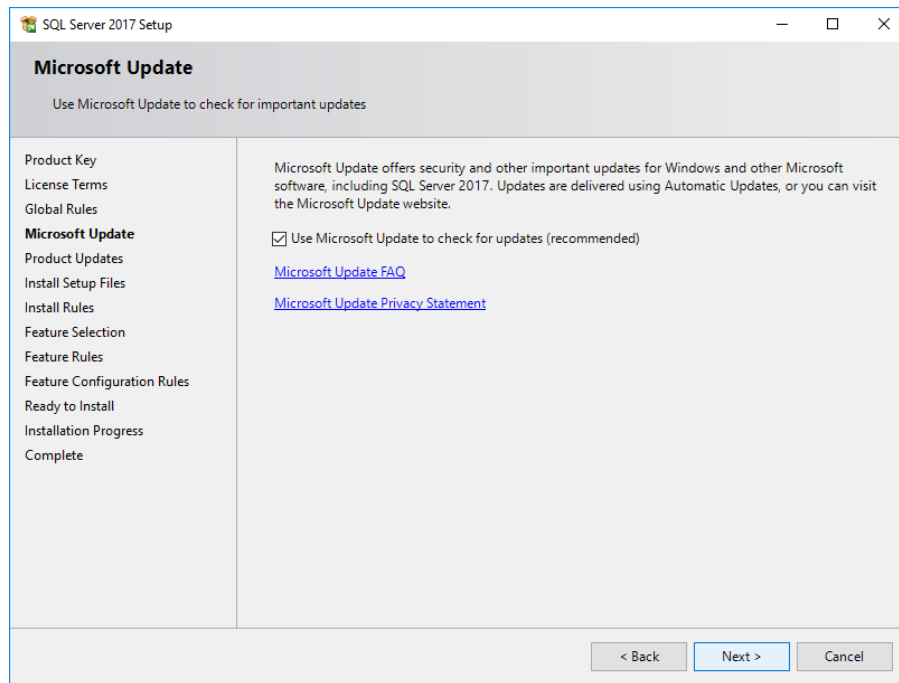 SQL Server 2017 Setup
Microsoft Update
Use Microsoft Update to check for important updates
Product Key
License Terms
Global Rules
Microsoft Update
Product Updates
Install Setup Files
Install Rules
Feature Selection
Feature Rules
Feature Configuration Rules
Ready to Install
Installation Progress
Complete
Microsoft Update offers security and other important updates for Windows and other Microsoft
software, including SQL Server 2017. Updates are delivered using Automatic Updates, or you can visit
the Microsoft Update website.
Use Microsoft Update to check for updates (recommended)
Microsoft Update FAQ
Microsoft Update Privacy Statement
< Back
Next >
Cancel